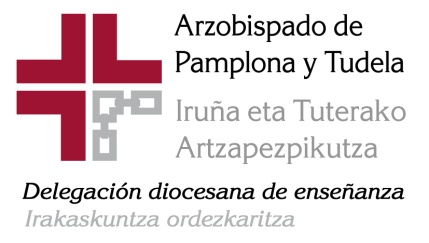 Arzobispado de
Pamplona y Tudela
Iruña eta Tuterako
Artzapezpikutza
Delegación diocesana de enseñanza
Irakaskuntza ordezkaritza